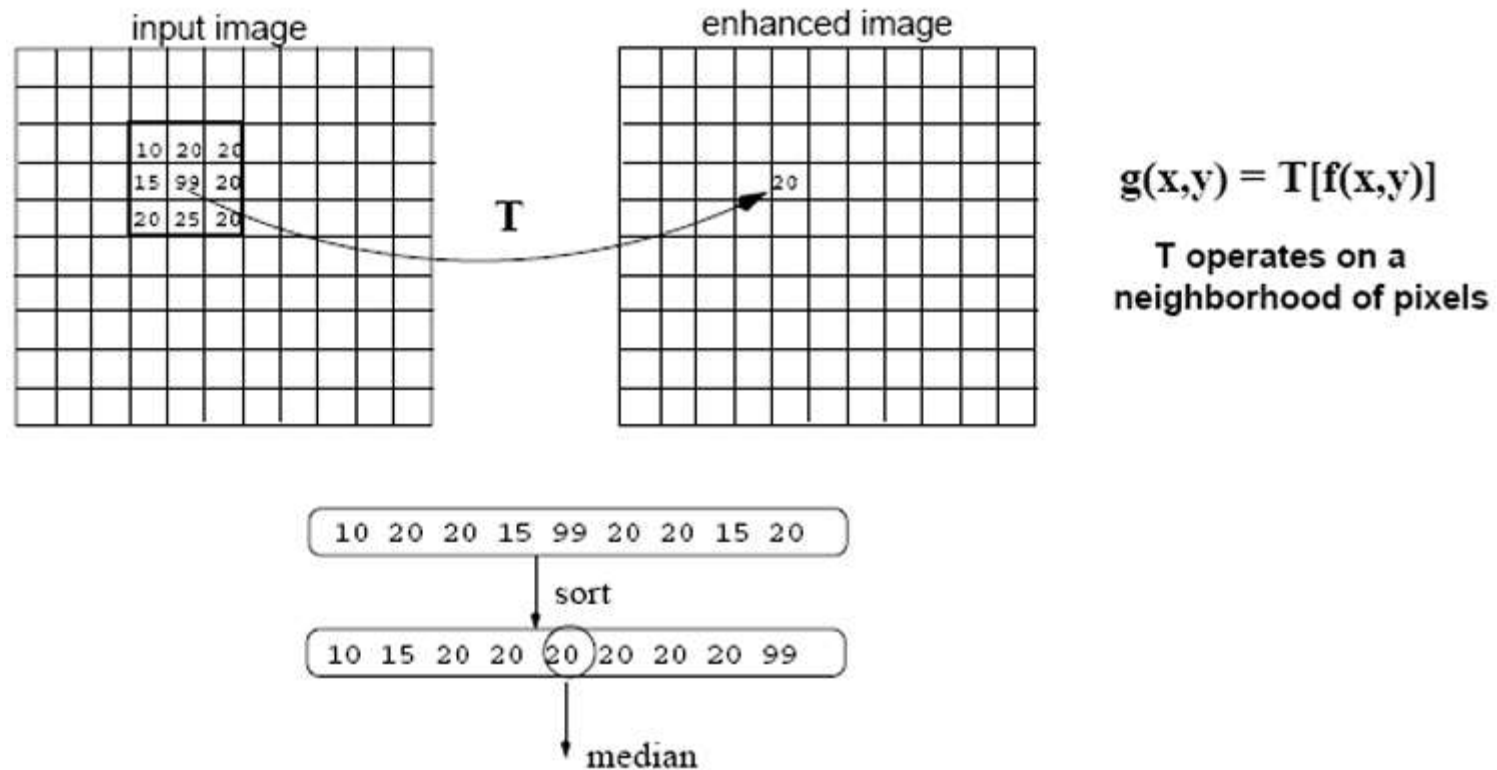 input image
enhanced image
10 20 20
15 99 20
20 25 20
T
20
g(x,y) = T[f(x,y)]
T operates on a
neighborhood of pixels
10 20 20 15 99 20 20 15 20
sort
10 15 20 20 20 20 20 20 99
median